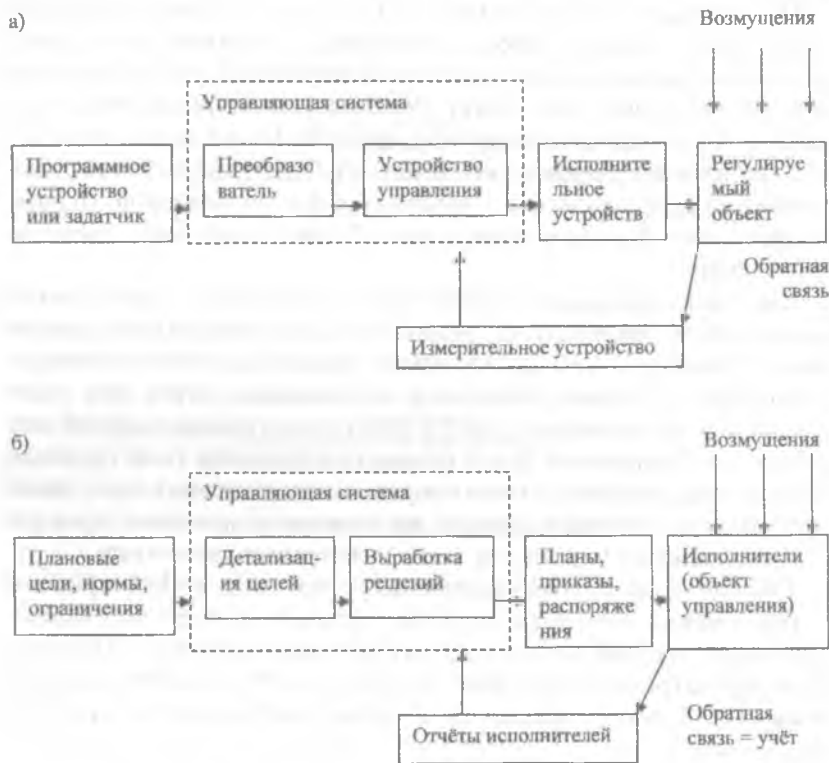 а)
Возмущения
Управляющая система
Программное
устройство
или задатчик
Преобразо
ватель
Устройство
управления
Исполните
льное
устройств
Регулируе
мый
объект
Обратная
связь
Измерительное устройство
б)
Возмущения
Управляющая система
Плановые
цели, нормы,
ограничения
Детализац-
ия целей
Выработка
решений
Планы,
приказы,
распоряже
ния
Исполнители
(объект
управления)
Отчёты исполнителей
Обратная
связь = учёт